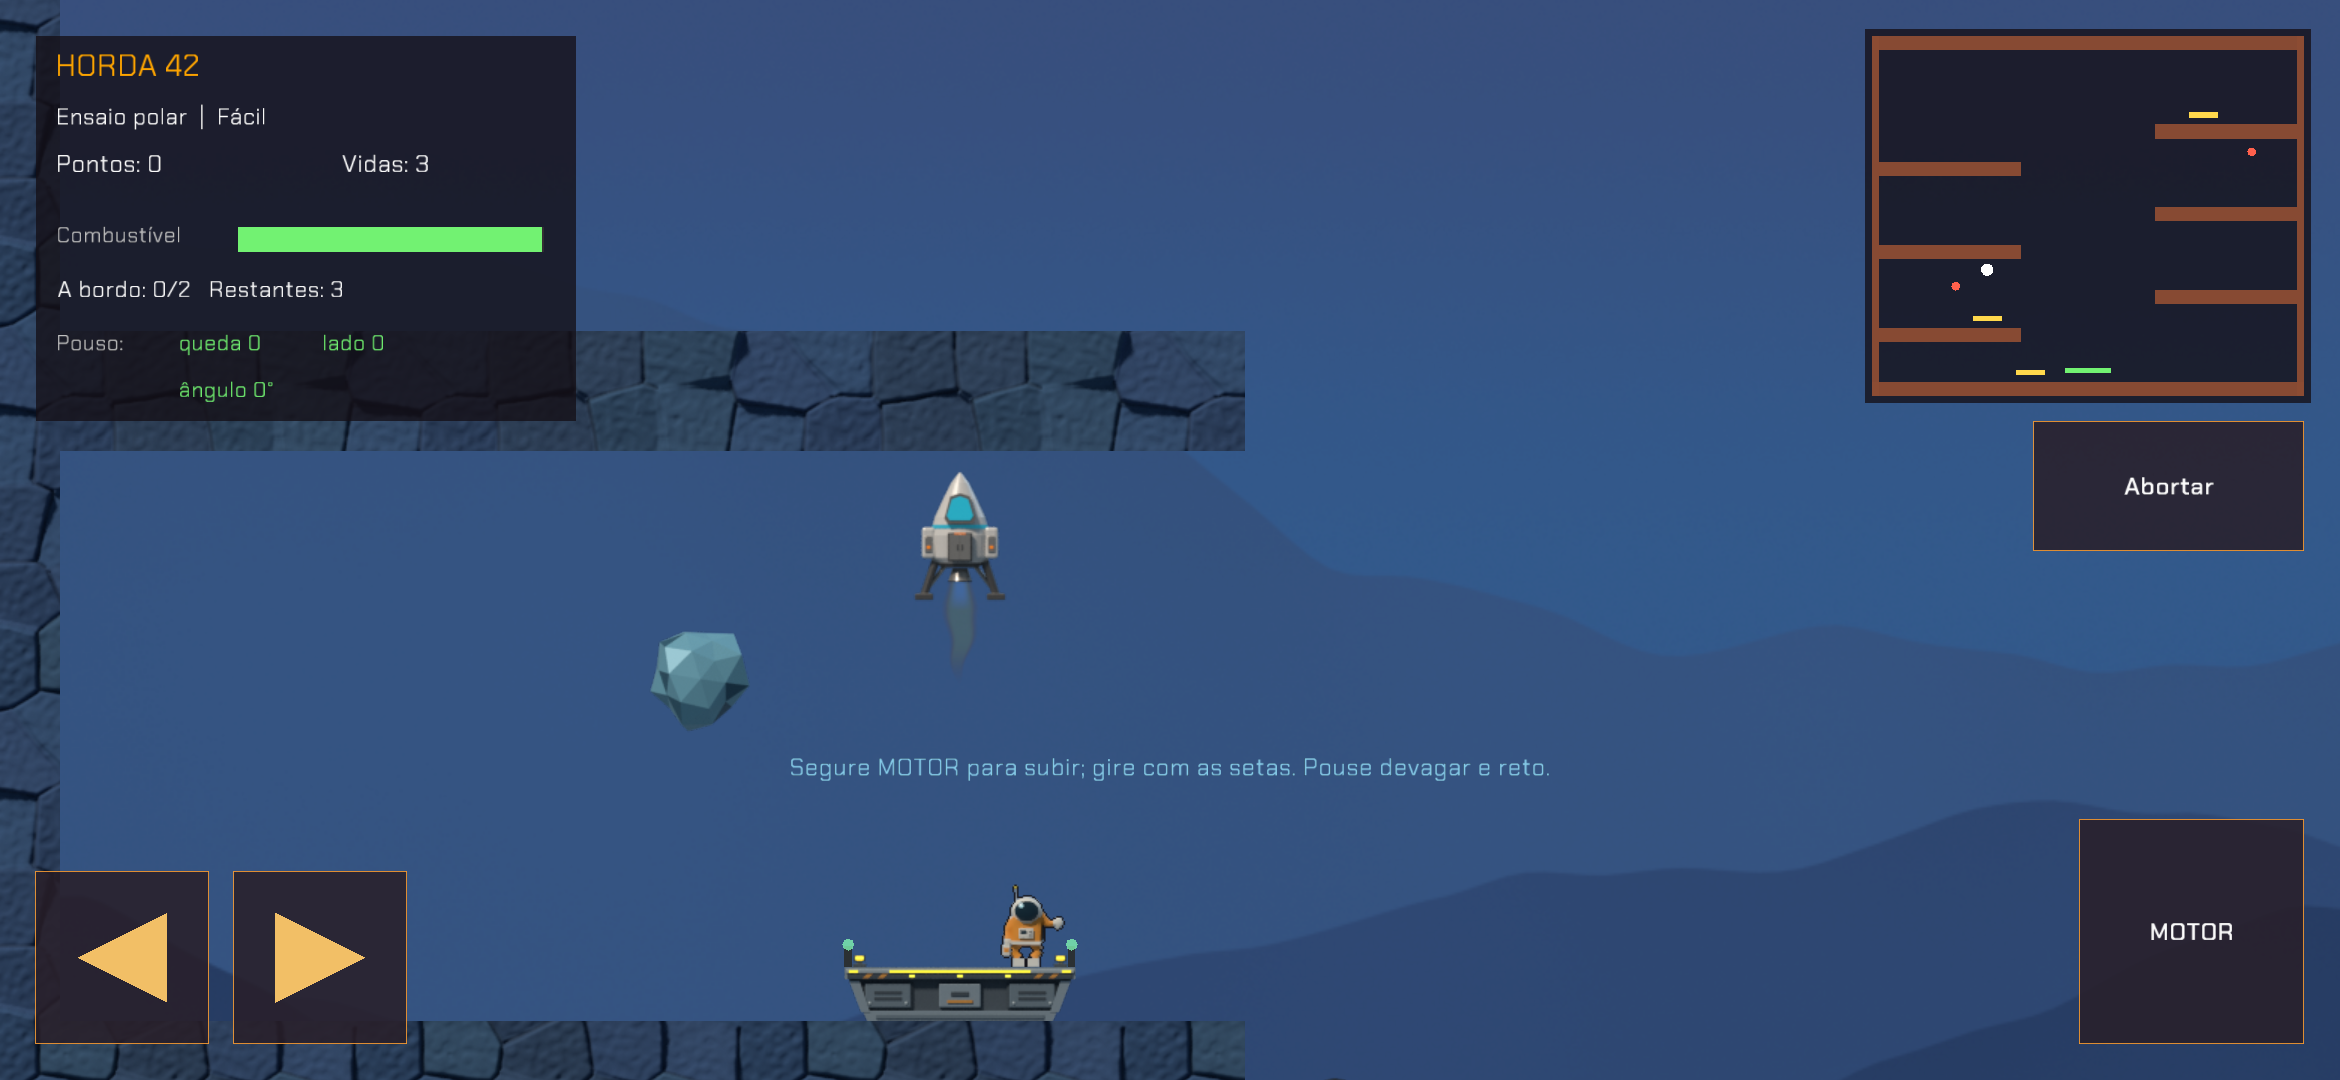 HORDA 42
Ensaio polar | Fácil
Pontos: 0 Vidas: 3
Combustível
A bordo: 0/2 Restantes: 3
Pouso: queda 0 lado 0
ângulo 0°
Abortar
Segure MOTOR para subir; gire com as setas. Pouse devagar e reto.
MOTOR